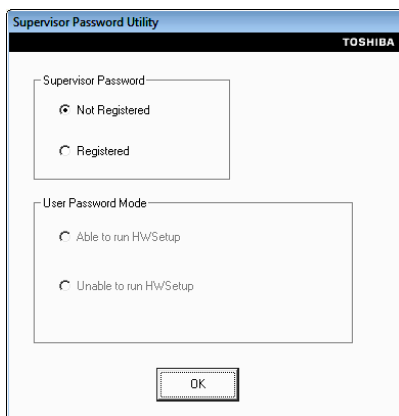 Supervisor Password Utility
TOSHIBA
Supervisor Password
Not Registered
Registered
User Password Mode
Able to run HWSetup
Unable to run HWSetup
OK